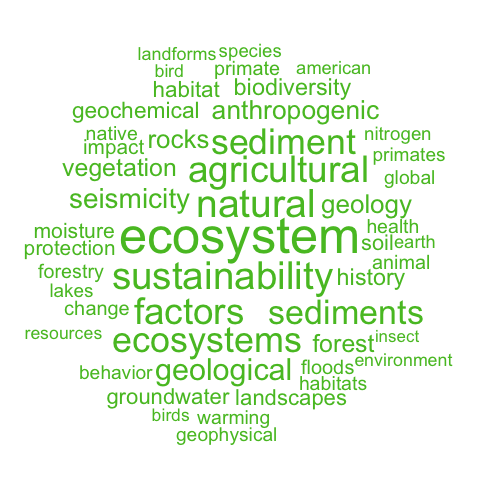 landforms species
bird primate american
habitat biodiversity
geochemical anthropogenic
native rocks sediment nitrogen
impact primates
vegetation agricultural global
seismicity natural geology
moisture ecosystem health
protection soil earth
forestry sustainability history animal
lakes
change factors sediments
resources ecosystems forest insect
behavior geological floods environment
habitats
groundwater landscapes
birds warming
geophysical